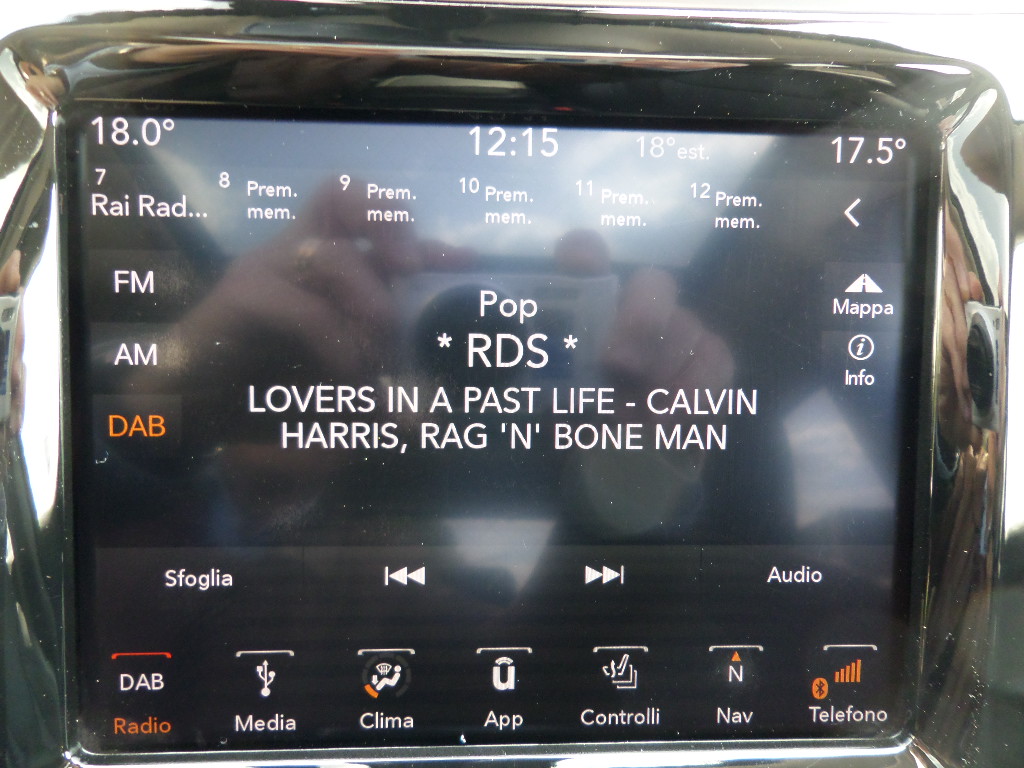 18.0° 12:15 18°est. 17.5°
7 8 Prem. 9 Prem. 10 Prem. 11 Prem. 12 Prem.
Rai Rad... mem. mem. mem. mem. mem.
FM
Pop
Mappa
* RDS *
AM
Info
LOVERS IN A PAST LIFE - CALVIN
DAB
HARRIS, RAG 'N' BONE MAN
Sfoglia Audio
DAB N
Radio Media Clima App Controlli Nav Telefono